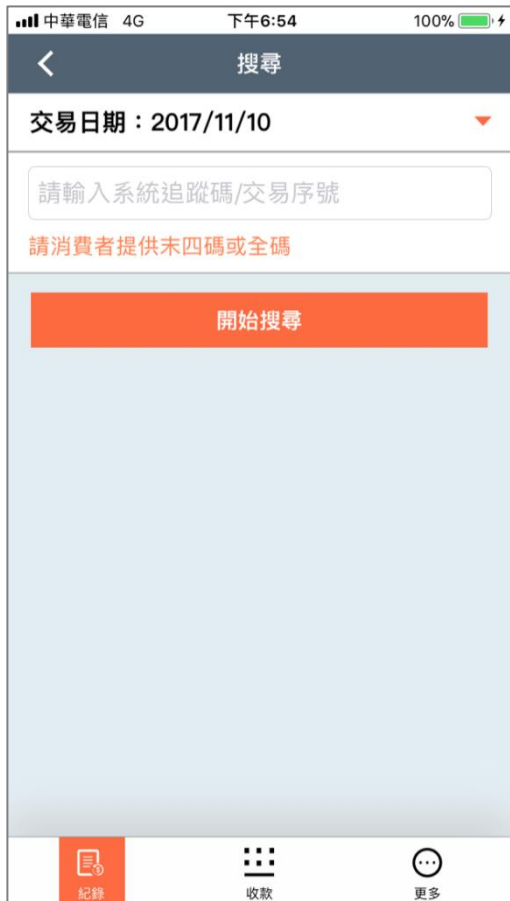 中華電信 4G 下午6:54 100%
搜尋
交易日期：2017/11/10
請輸入系統追蹤碼/交易序號
請消費者提供末四碼或全碼
開始搜尋
紀錄 收款 更多